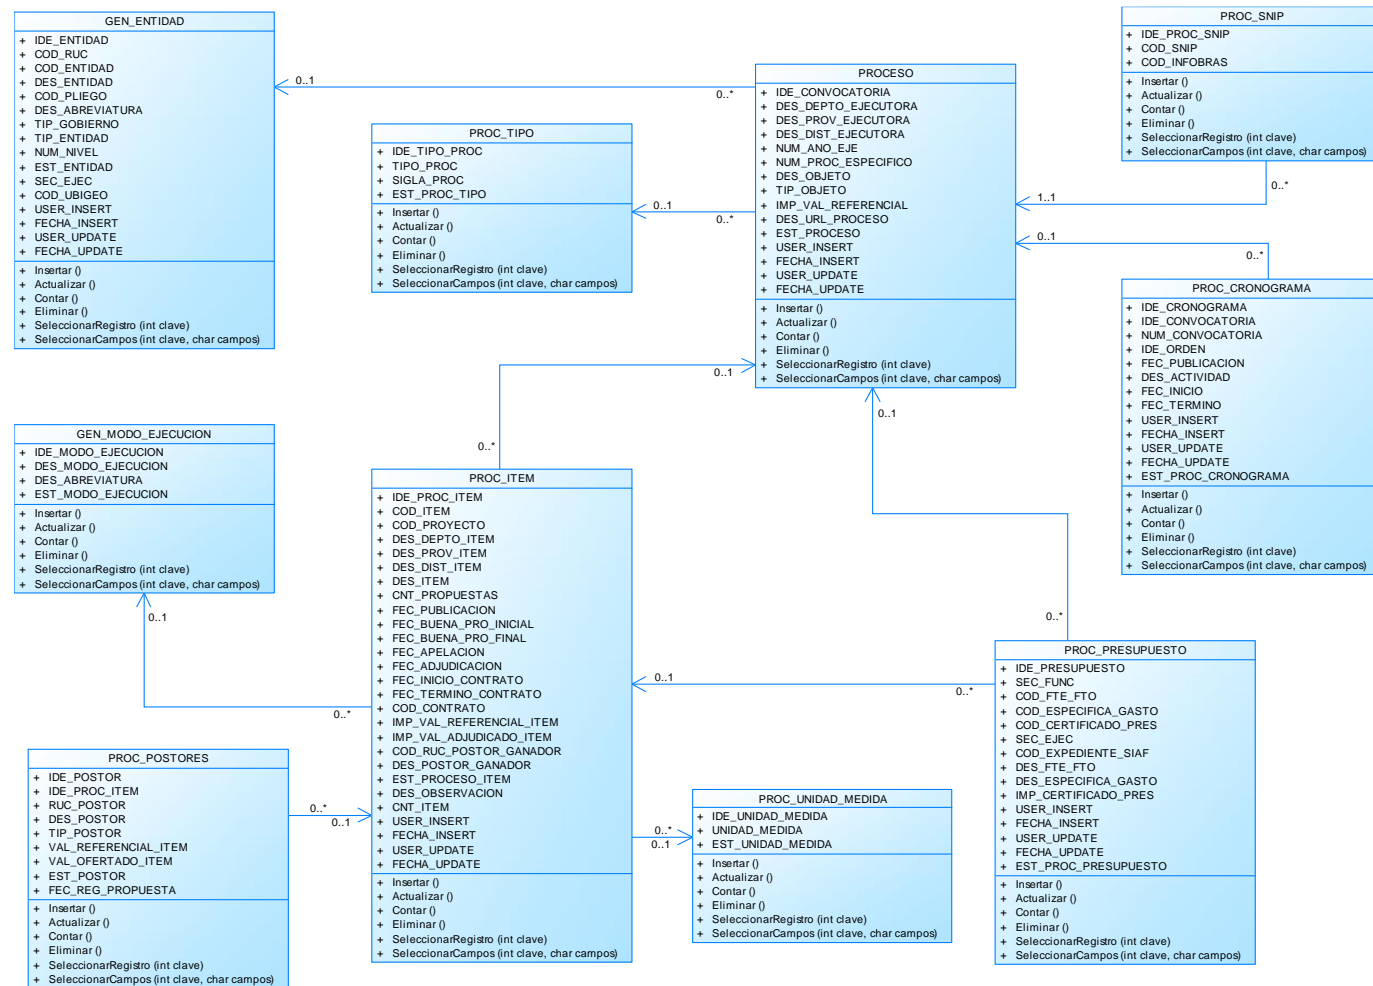 GEN_ENTIDAD
+ IDE_ENTIDAD
+ COD_RUC
+ COD_ENTIDAD
+ DES_ENTIDAD
+ COD_PLIEGO
+ DES_ABREVIATURA
+ TIP_GOBIERNO
+ TIP_ENTIDAD
+ NUM_NIVEL
+ EST_ENTIDAD
+ SEC_EJEC
+ COD_UBIGEO
+ USER_INSERT
+ FECHA_INSERT
+ USER_UPDATE
+ FECHA_UPDATE
+ Insertar ()
+ Actualizar ()
+ Contar ()
+ Eliminar ()
+ SeleccionarRegistro (int clave)
+ SeleccionarCampos (int clave, char campos)
0..1
0..*
PROC_TIPO
+ IDE_TIPO_PROC
+ TIPO_PROC
+ SIGLA_PROC
+ EST_PROC_TIPO
+ Insertar ()
+ Actualizar ()
+ Contar ()
+ Eliminar ()
+ SeleccionarRegistro (int clave)
+ SeleccionarCampos (int clave, char campos)
0..1
0..*
PROCESO
+ IDE_CONVOCATORIA
+ DES_DEPTO_EJECUTORA
+ DES_PROV_EJECUTORA
+ DES_DIST_EJECUTORA
+ NUM_ANO_EJE
+ NUM_PROC_ESPECIFICO
+ DES_OBJETO
+ TIP_OBJETO
+ IMP_VAL_REFERENCIAL
+ DES_URL_PROCESO
+ EST_PROCESO
+ USER_INSERT
+ FECHA_INSERT
+ USER_UPDATE
+ FECHA_UPDATE
+ Insertar ()
+ Actualizar ()
+ Contar ()
+ Eliminar ()
+ SeleccionarRegistro (int clave)
+ SeleccionarCampos (int clave, char campos)
PROC_SNIP
+ IDE_PROC_SNIP
+ COD_SNIP
+ COD_INFOBRAS
+ Insertar ()
+ Actualizar ()
+ Contar ()
+ Eliminar ()
+ SeleccionarRegistro (int clave)
+ SeleccionarCampos (int clave, char campos)
0..*
1..1
0..1
0..*
PROC_CRONOGRAMA
+ IDE_CRONOGRAMA
+ IDE_CONVOCATORIA
+ NUM_CONVOCATORIA
+ IDE_ORDEN
+ FEC_PUBLICACION
+ DES_ACTIVIDAD
+ FEC_INICIO
+ FEC_TERMINO
+ USER_INSERT
+ FECHA_INSERT
+ USER_UPDATE
+ FECHA_UPDATE
+ EST_PROC_CRONOGRAMA
+ Insertar ()
+ Actualizar ()
+ Contar ()
+ Eliminar ()
+ SeleccionarRegistro (int clave)
+ SeleccionarCampos (int clave, char campos)
0..1
0..*
0..1
0..*
GEN_MODO_EJECUCION
+ IDE_MODO_EJECUCION
+ DES_MODO_EJECUCION
+ DES_ABREVIATURA
+ EST_MODO_EJECUCION
+ Insertar ()
+ Actualizar ()
+ Contar ()
+ Eliminar ()
+ SeleccionarRegistro (int clave)
+ SeleccionarCampos (int clave, char campos)
0..1
0..*
PROC_ITEM
+ IDE_PROC_ITEM
+ COD_ITEM
+ COD_PROYECTO
+ DES_DEPTO_ITEM
+ DES_PROV_ITEM
+ DES_DIST_ITEM
+ DES_ITEM
+ CNT_PROPUESTAS
+ FEC_PUBLICACION
+ FEC_BUENA_PRO_INICIAL
+ FEC_BUENA_PRO_FINAL
+ FEC_APELACION
+ FEC_ADJUDICACION
+ FEC_INICIO_CONTRATO
+ FEC_TERMINO_CONTRATO
+ COD_CONTRATO
+ IMP_VAL_REFERENCIAL_ITEM
+ IMP_VAL_ADJUDICADO_ITEM
+ COD_RUC_POSTOR_GANADOR
+ DES_POSTOR_GANADOR
+ EST_PROCESO_ITEM
+ DES_OBSERVACION
+ CNT_ITEM
+ USER_INSERT
+ FECHA_INSERT
+ USER_UPDATE
+ FECHA_UPDATE
+ Insertar ()
+ Actualizar ()
+ Contar ()
+ Eliminar ()
+ SeleccionarRegistro (int clave)
+ SeleccionarCampos (int clave, char campos)
0..1
0..*
PROC_PRESUPUESTO
+ IDE_PRESUPUESTO
+ SEC_FUNC
+ COD_FTE_FTO
+ COD_ESPECIFICA_GASTO
+ COD_CERTIFICADO_PRES
+ SEC_EJEC
+ COD_EXPEDIENTE_SIAF
+ DES_FTE_FTO
+ DES_ESPECIFICA_GASTO
+ IMP_CERTIFICADO_PRES
+ USER_INSERT
+ FECHA_INSERT
+ USER_UPDATE
+ FECHA_UPDATE
+ EST_PROC_PRESUPUESTO
+ Insertar ()
+ Actualizar ()
+ Contar ()
+ Eliminar ()
+ SeleccionarRegistro (int clave)
+ SeleccionarCampos (int clave, char campos)
PROC_POSTORES
+ IDE_POSTOR
+ IDE_PROC_ITEM
+ RUC_POSTOR
+ DES_POSTOR
+ TIP_POSTOR
+ VAL_REFERENCIAL_ITEM
+ VAL_OFERTADO_ITEM
+ EST_POSTOR
+ FEC_REG_PROPUESTA
+ Insertar ()
+ Actualizar ()
+ Contar ()
+ Eliminar ()
+ SeleccionarRegistro (int clave)
+ SeleccionarCampos (int clave, char campos)
0..*
0..1
0..*
0..1
PROC_UNIDAD_MEDIDA
+ IDE_UNIDAD_MEDIDA
+ UNIDAD_MEDIDA
+ EST_UNIDAD_MEDIDA
+ Insertar ()
+ Actualizar ()
+ Contar ()
+ Eliminar ()
+ SeleccionarRegistro (int clave)
+ SeleccionarCampos (int clave, char campos)